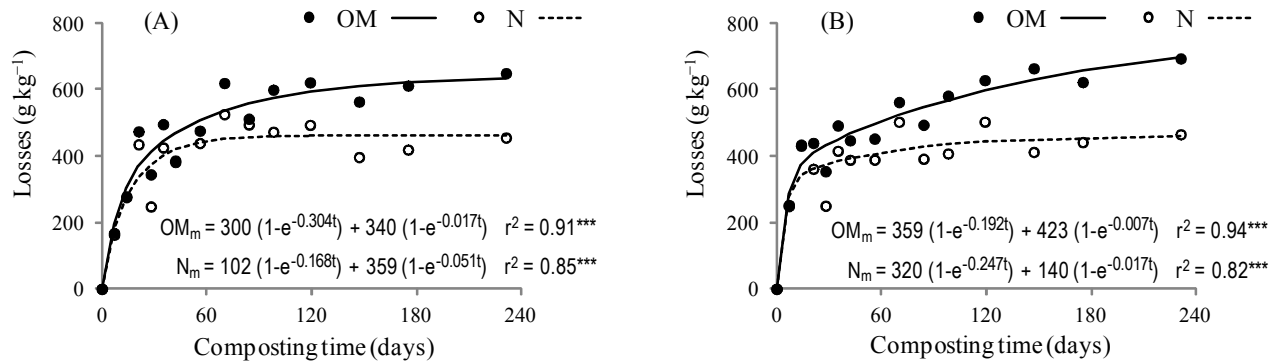 (A) OM N
800
600
400
200
0
Losses (g kg⁻¹)
OMm = 300 (1-e^-0.304t) + 340 (1-e^-0.017t) r² = 0.91***
Nm = 102 (1-e^-0.168t) + 359 (1-e^-0.051t) r² = 0.85***
0 60 120 180 240
Composting time (days)
(B) OM N
800
600
400
200
0
Losses (g kg⁻¹)
OMm = 359 (1-e^-0.192t) + 423 (1-e^-0.007t) r² = 0.94***
Nm = 320 (1-e^-0.247t) + 140 (1-e^-0.017t) r² = 0.82***
0 60 120 180 240
Composting time (days)